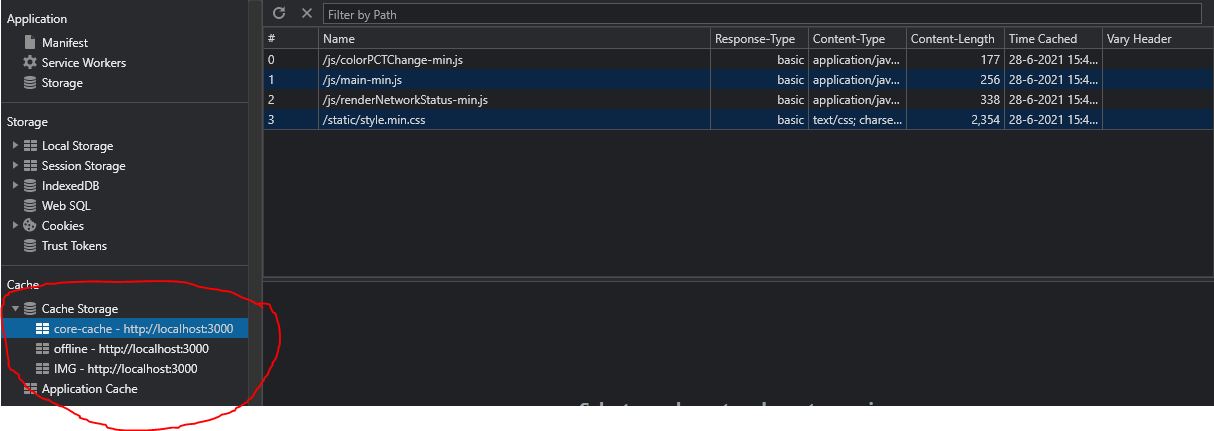 Application
Manifest
Service Workers
Storage
Storage
Local Storage
Session Storage
IndexedDB
Web SQL
Cookies
Trust Tokens
Cache
Cache Storage
core-cache - http://localhost:3000
offline - http://localhost:3000
IMG - http://localhost:3000
Application Cache
Filter by Path
# Name Response-Type Content-Type Content-Length Time Cached Vary Header
0 /js/colorPCTChange-min.js basic application/jav... 177 28-6-2021 15:4...
1 /js/main-min.js basic application/jav... 256 28-6-2021 15:4...
2 /js/renderNetworkStatus-min.js basic application/jav... 338 28-6-2021 15:4...
3 /static/style.min.css basic text/css; charse... 2,354 28-6-2021 15:4...